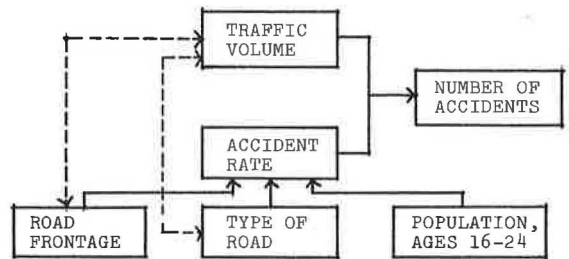 TRAFFIC
VOLUME
NUMBER OF
ACCIDENTS
ACCIDENT
RATE
ROAD
FRONTAGE
TYPE OF
ROAD
POPULATION,
AGES 16-24